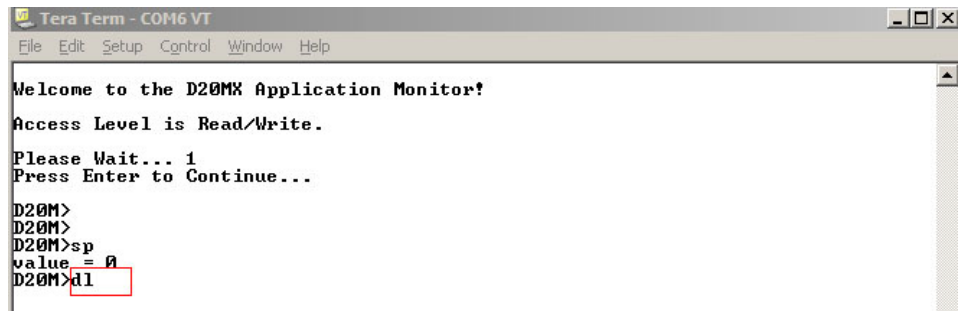 Tera Term - COM6 VT
File Edit Setup Control Window Help
Welcome to the D20MX Application Monitor!
Access Level is Read/Write.
Please Wait... 1
Press Enter to Continue...
D20M>
D20M>
D20M>sp
value = 0
D20M>dl